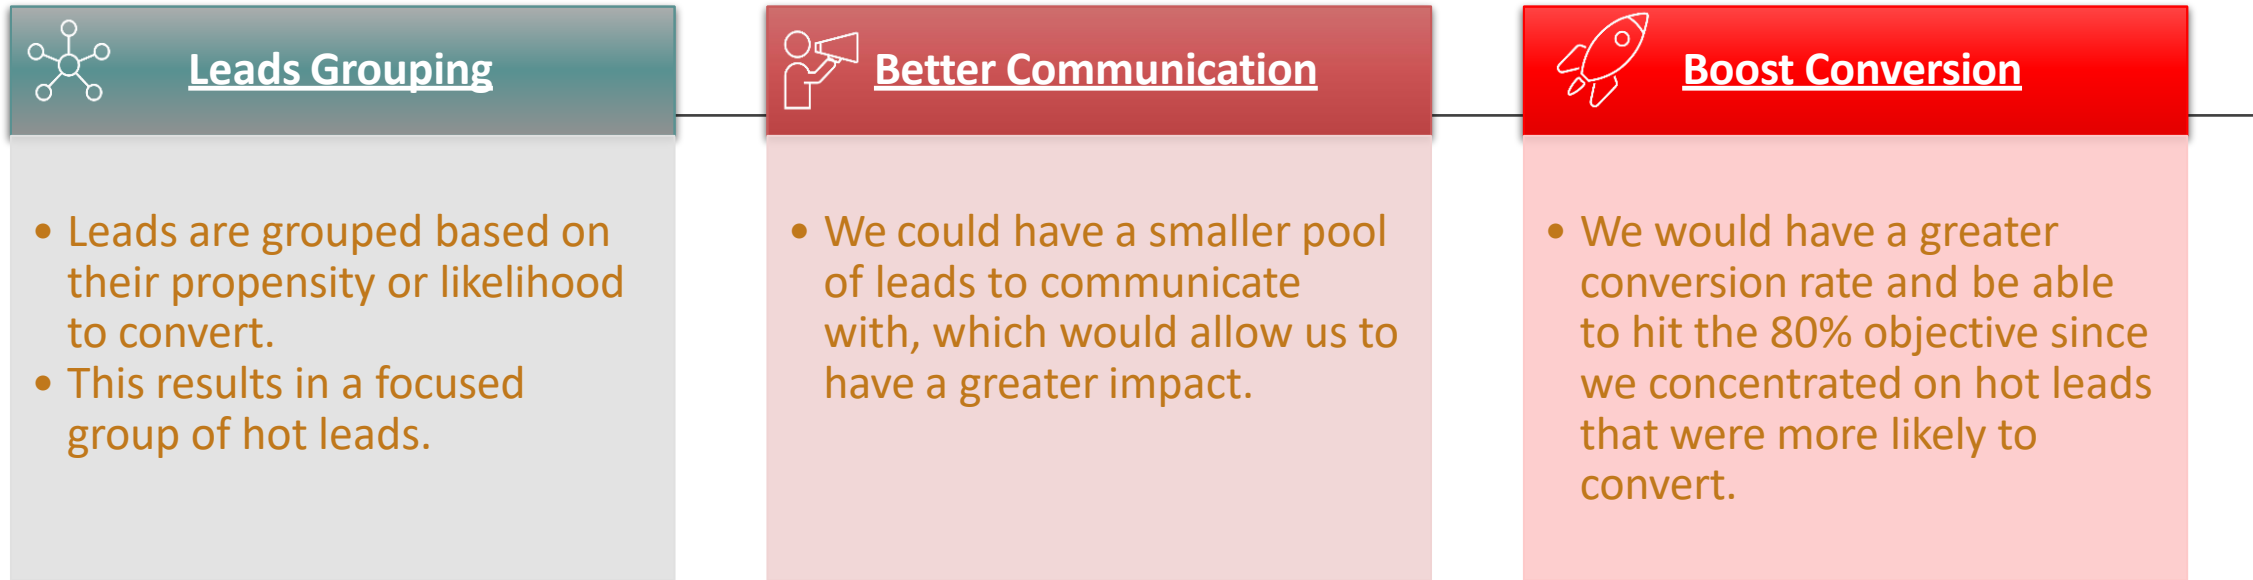 Leads Grouping
• Leads are grouped based on
their propensity or likelihood
to convert.
• This results in a focused
group of hot leads.
Better Communication
• We could have a smaller pool
of leads to communicate
with, which would allow us to
have a greater impact.
Boost Conversion
• We would have a greater
conversion rate and be able
to hit the 80% objective since
we concentrated on hot leads
that were more likely to
convert.